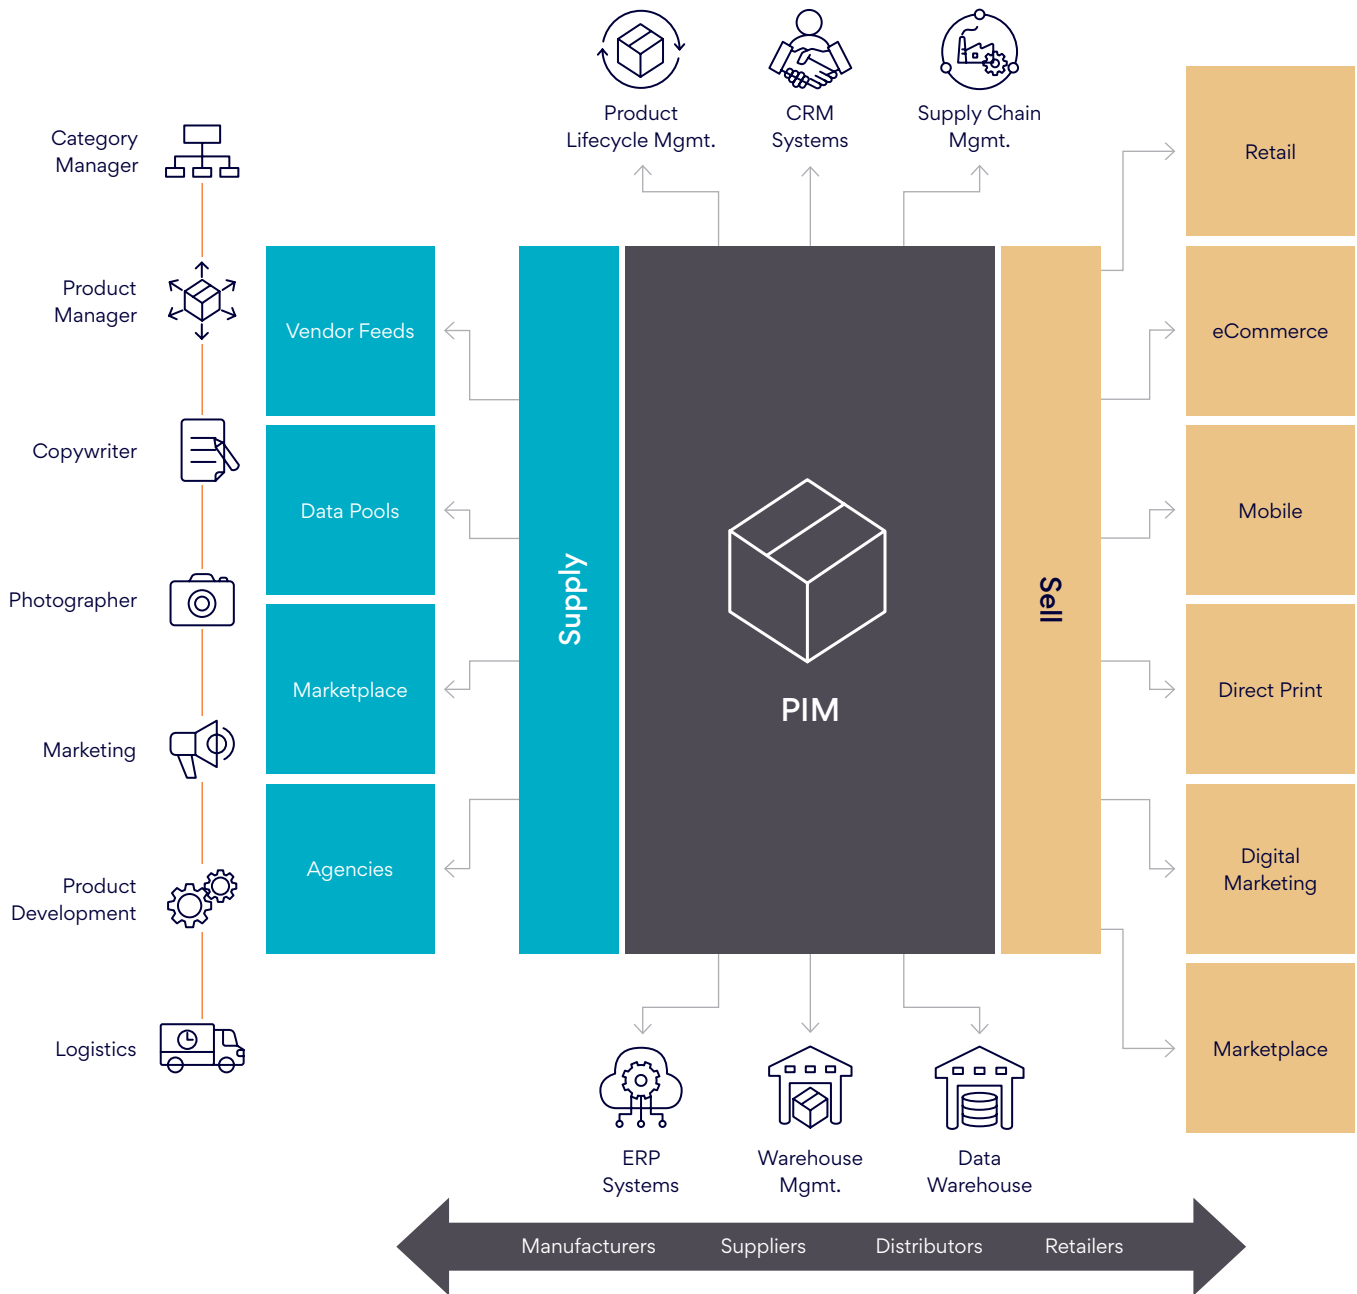 Product
Lifecycle Mgmt.
CRM
Systems
Supply Chain
Mgmt.
Category
Manager
Product
Manager
Copywriter
Photographer
Marketing
Product
Development
Logistics
Vendor Feeds
Data Pools
Marketplace
Agencies
Supply
PIM
Sell
Retail
eCommerce
Mobile
Direct Print
Digital
Marketing
Marketplace
ERP
Systems
Warehouse
Mgmt.
Data
Warehouse
Manufacturers Suppliers Distributors Retailers